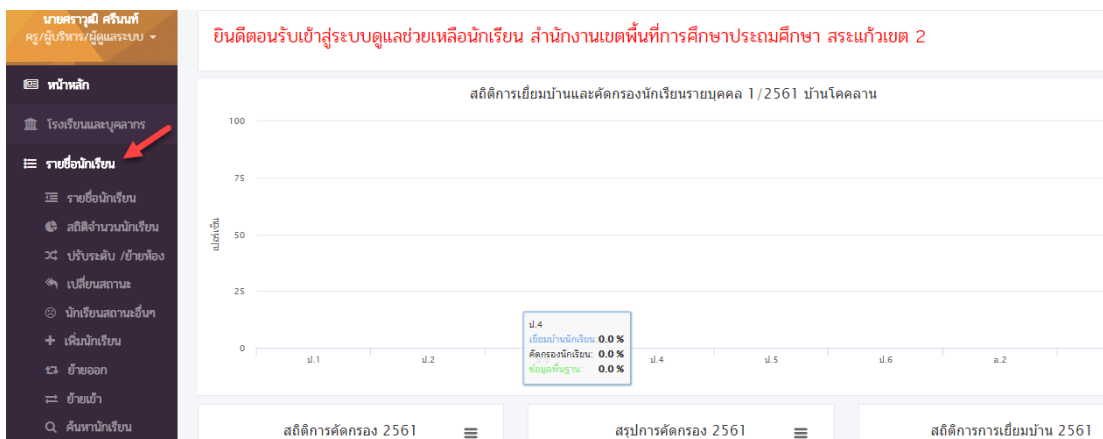 นายศราวุฒิ ศรีนนท์
ครู/ผู้บริหาร/ผู้ดูแลระบบ
หน้าหลัก
โรงเรียนและบุคลากร
รายชื่อนักเรียน
รายชื่อนักเรียน
สถิติจำนวนนักเรียน
ปรับระดับ /ย้ายห้อง
เปลี่ยนสถานะ
นักเรียนสถานะอื่นๆ
เพิ่มนักเรียน
ย้ายออก
ย้ายเข้า
ค้นหานักเรียน
ยินดีตอนรับเข้าสู่ระบบดูแลช่วยเหลือนักเรียน สำนักงานเขตพื้นที่การศึกษาประถมศึกษา สระแก้วเขต 2
สถิติการเยี่ยมบ้านและคัดกรองนักเรียนรายบุคคล 1/2561 บ้านโคคลาน
100
75
เปอร์เซ็น
50
25
0
ป.4
เยี่ยมบ้านนักเรียน: 0.0 %
คัดกรองนักเรียน: 0.0 %
ข้อมูลพื้นฐาน: 0.0 %
ป.1 ป.2 ป.4 ป.5 ป.6 อ.2
สถิติการคัดกรอง 2561
สรุปการคัดกรอง 2561
สถิติการการเยี่ยมบ้าน 2561